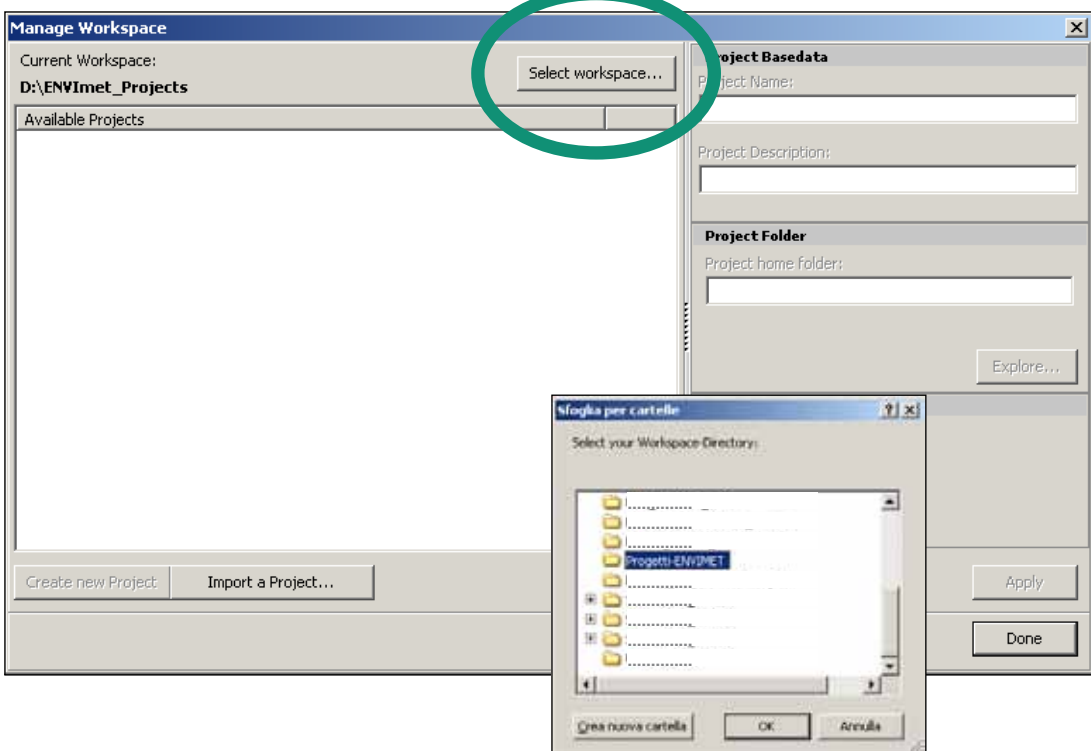 Manage Workspace
Current Workspace:
Select workspace...
D:\ENVImet_Projects
Available Projects
Project Basedata
Project Name:
Project Description:
Project Folder
Project home folder:
Explore...
Create new Project
Import a Project...
Apply
Done
Sfoglia per cartelle
Select your Workspace-Directory:
Progetti-ENVIMET
Crea nuova cartella
OK
Annulla